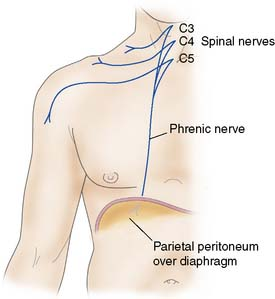 C3
C4 Spinal nerves
C5
Phrenic nerve
Parietal peritoneum
over diaphragm